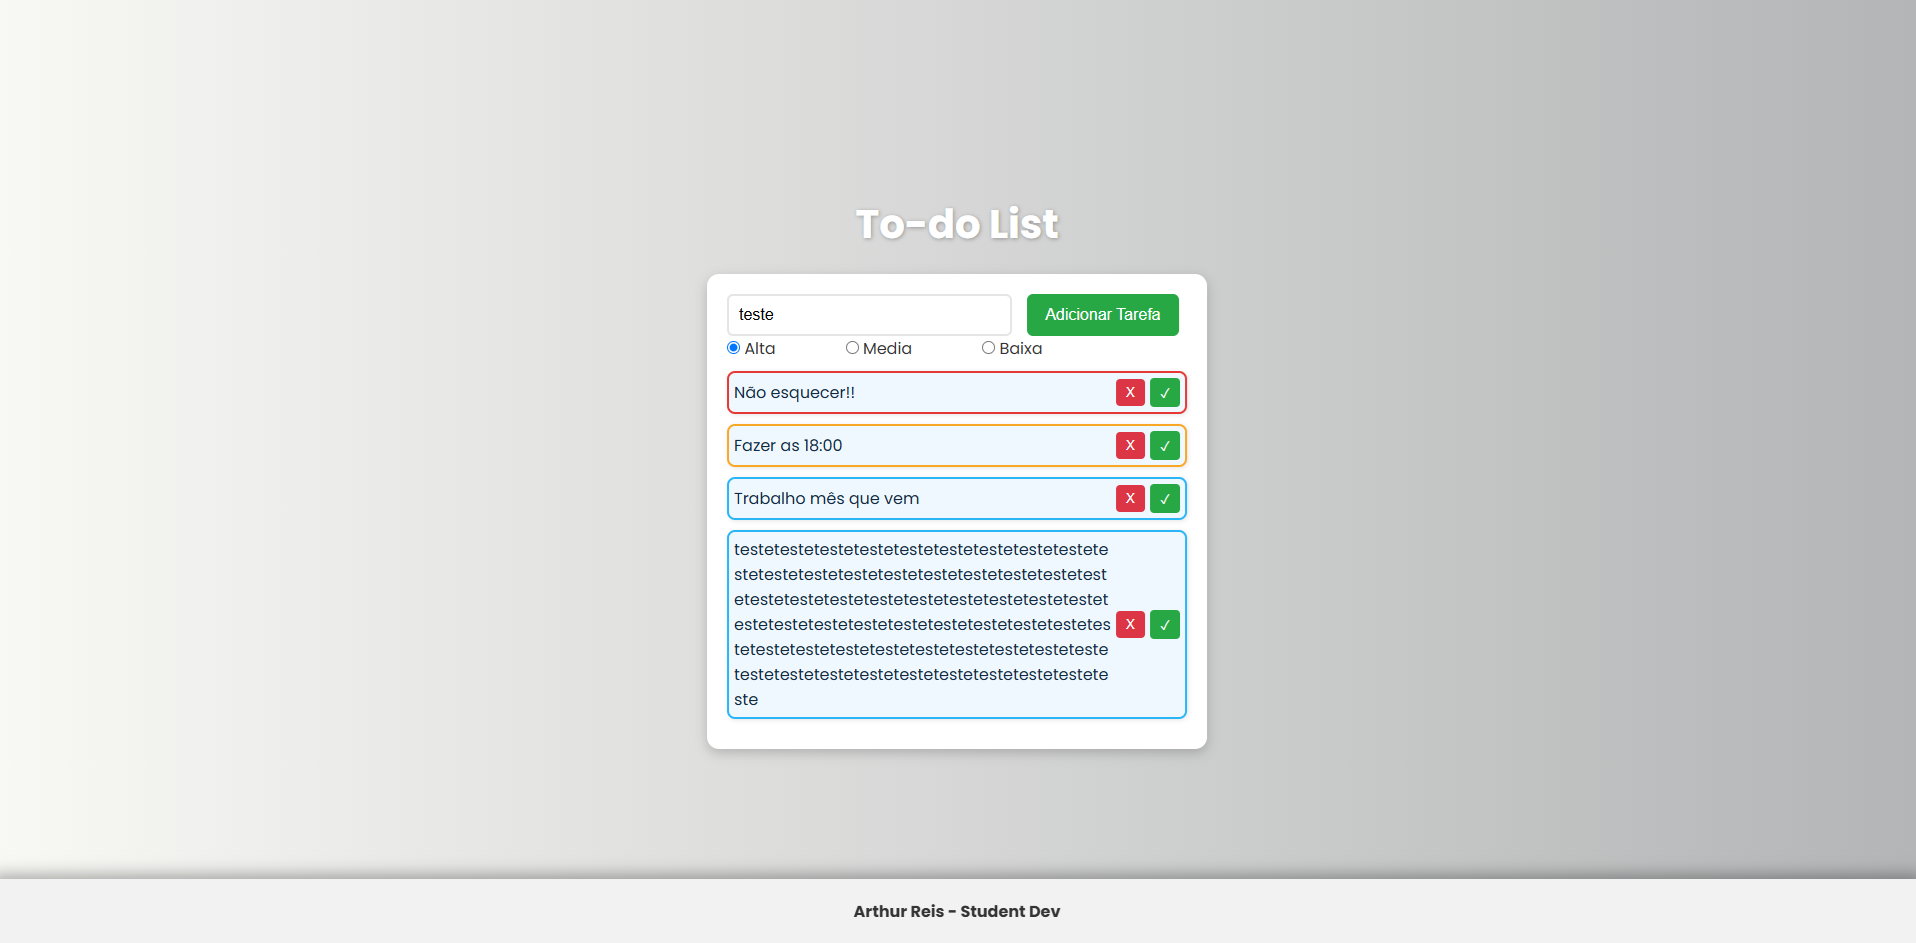 To-do List
teste
Adicionar Tarefa
Alta Media Baixa
Não esquecer!! X ✓
Fazer as 18:00 X ✓
Trabalho mês que vem X ✓
testetestetestetestetestetestetestetestetestete
stetestetestetestetestetestetestetestetestetest
etestetestetestetestetestetestetestetestetestet
estetestetestetestetestetestetestetestetestetes X ✓
tetestetestetestetestetestetestetestetesteteste
testetestetestetestetestetestetestetestetestete
ste
Arthur Reis - Student Dev